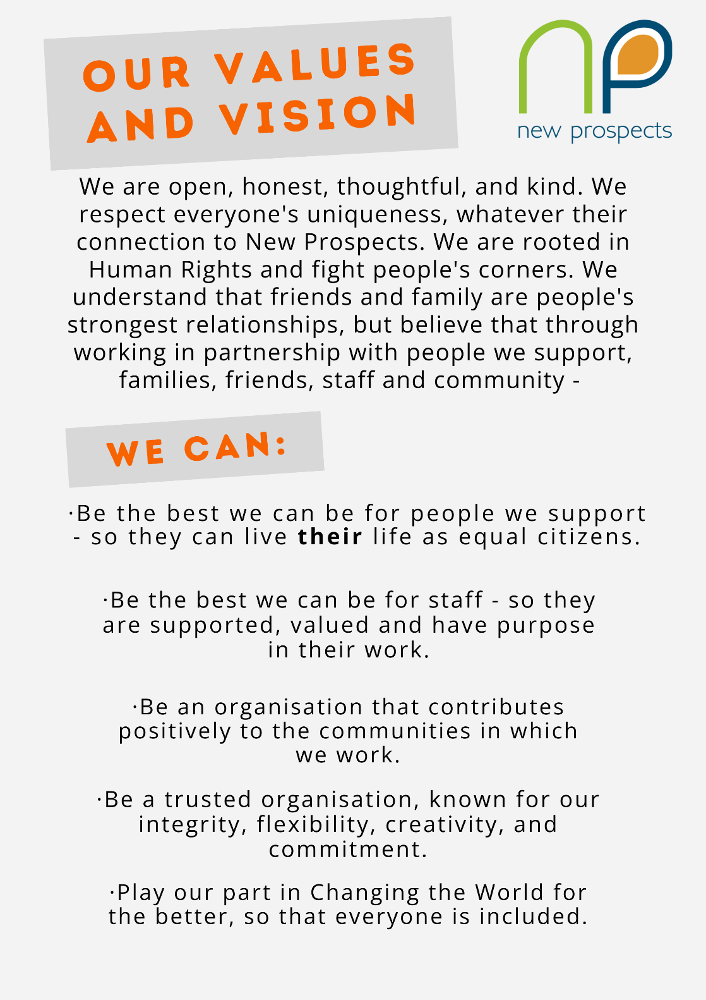 OUR VALUES
AND VISION
np
new prospects
We are open, honest, thoughtful, and kind. We
respect everyone's uniqueness, whatever their
connection to New Prospects. We are rooted in
Human Rights and fight people's corners. We
understand that friends and family are people's
strongest relationships, but believe that through
working in partnership with people we support,
families, friends, staff and community -
WE CAN:
·Be the best we can be for people we support
- so they can live their life as equal citizens.
·Be the best we can be for staff - so they
are supported, valued and have purpose
in their work.
·Be an organisation that contributes
positively to the communities in which
we work.
·Be a trusted organisation, known for our
integrity, flexibility, creativity, and
commitment.
·Play our part in Changing the World for
the better, so that everyone is included.